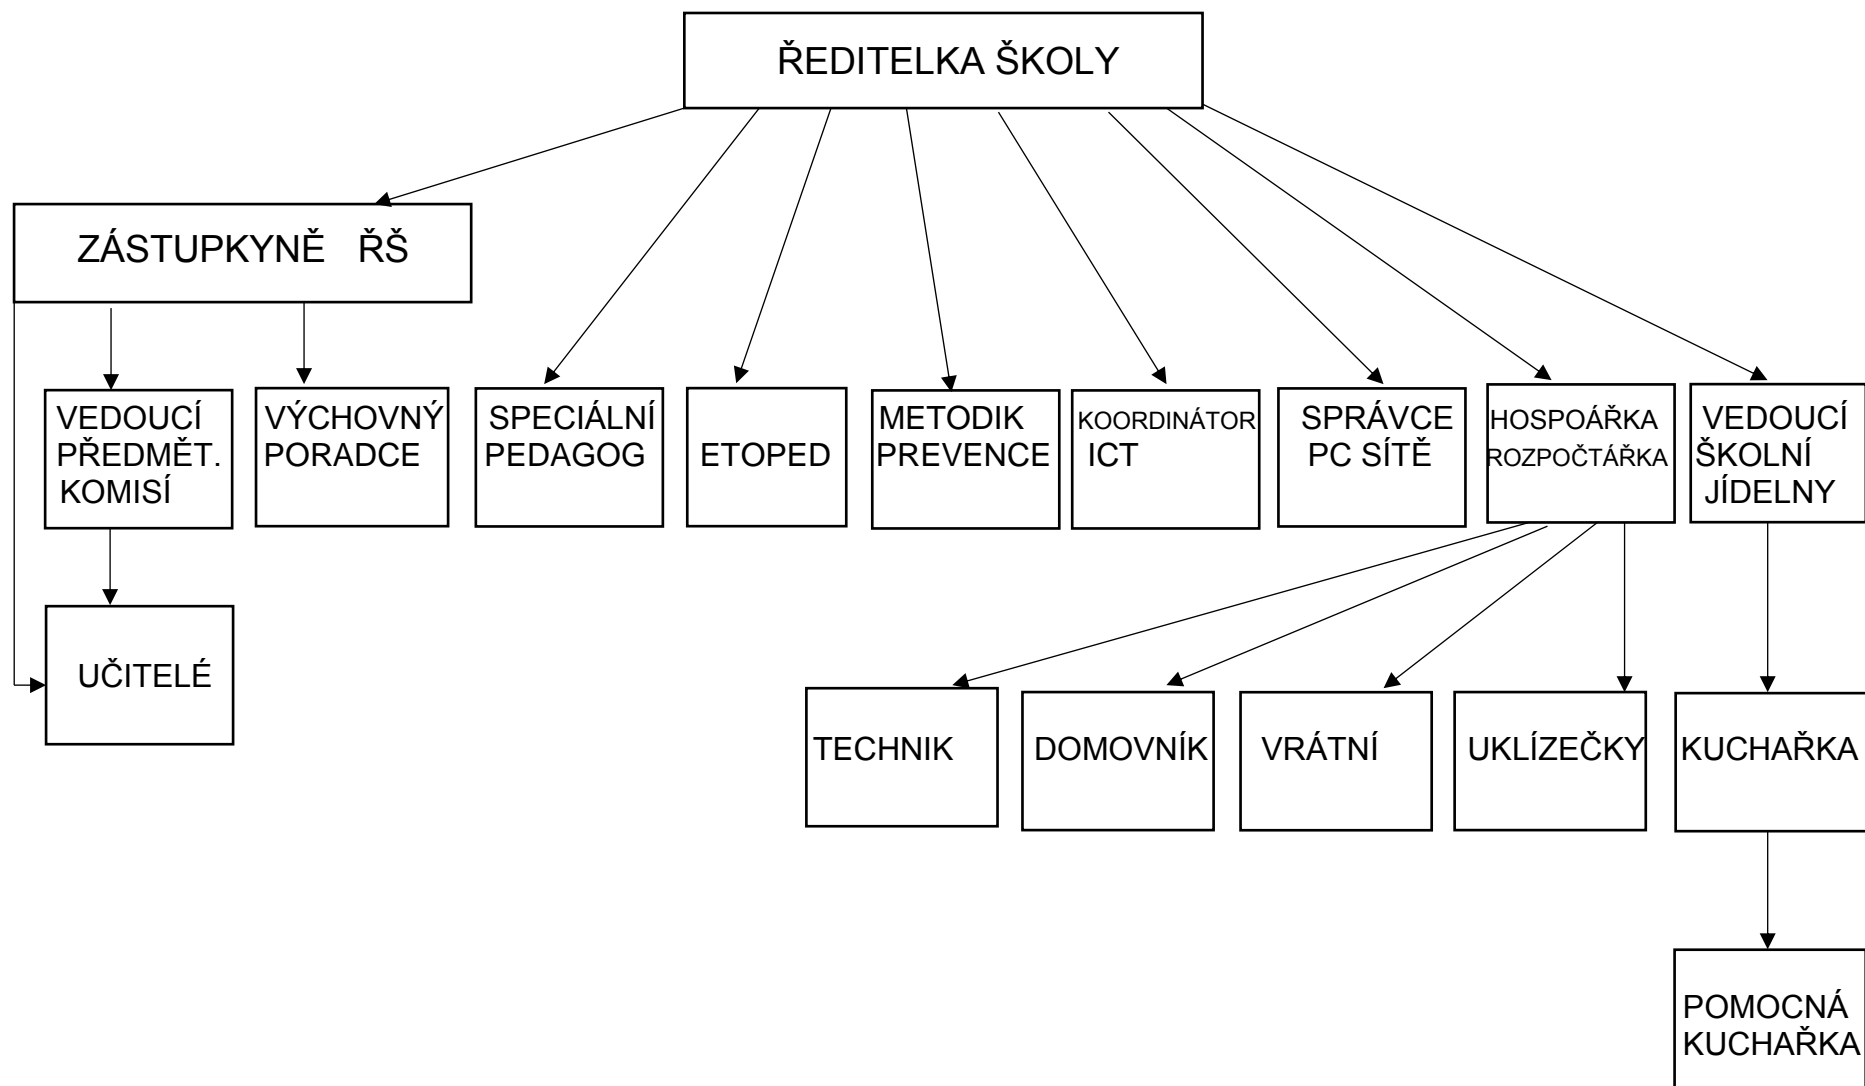 ŘEDITELKA ŠKOLY
ZÁSTUPKYNĚ ŘŠ
VEDOUCÍ
PŘEDMĚT.
KOMISÍ
VÝCHOVNÝ
PORADCE
SPECIÁLNÍ
PEDAGOG
ETOPED
METODIK
PREVENCE
KOORDINÁTOR
ICT
SPRÁVCE
PC SÍTĚ
HOSPOÁŘKA
ROZPOČTÁŘKA
VEDOUCÍ
ŠKOLNÍ
JÍDELNY
UČITELÉ
TECHNIK
DOMOVNÍK
VRÁTNÍ
UKLÍZEČKY
KUCHAŘKA
POMOCNÁ
KUCHAŘKA